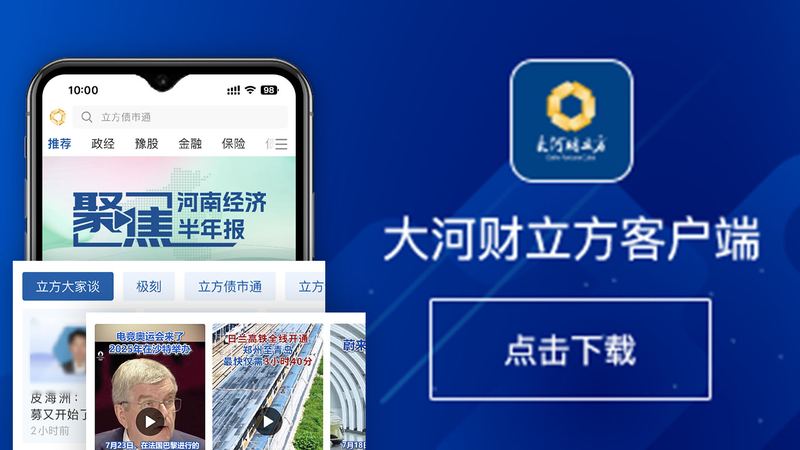 10:00
98
立方债市通
推荐 政经 豫股 金融 保险
聚焦
河南经济
半年报
立方大家谈 极刻 立方债市通 立方
皮海洲：
募又开始了
2小时前
电竞奥运会来了
2025年在沙特举办
7月23日，在法国巴黎进行的
日兰高铁全线开通
郑州至青岛
最快仅需3小时40分
蔚来
7月18日
大河财立方
大河财立方客户端
点击下载